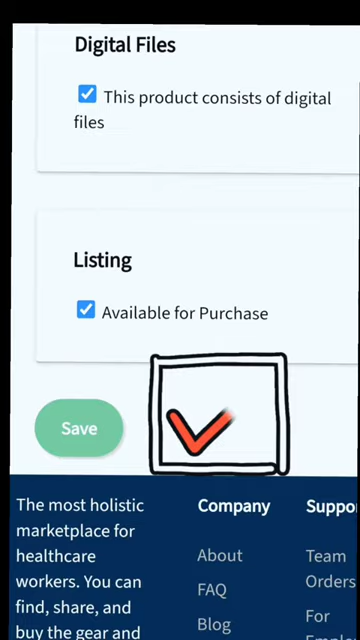 Digital Files
This product consists of digital
files
Listing
Available for Purchase
Save
The most holistic
marketplace for
healthcare
workers. You can
find, share, and
buy the gear and
Company
About
FAQ
Blog
Team
Orders
For